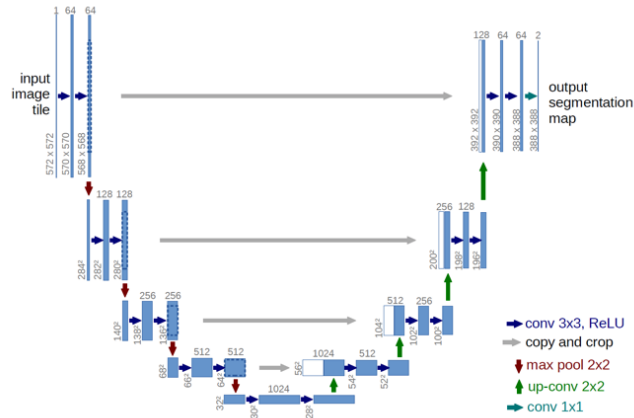 1 64 64
input
image
tile
572 x 572
570 x 570
568 x 568
128 64 64 2
output
segmentation
map
392 x 392
390 x 390
388 x 388
388 x 388
128 128
284²
282²
280²
256 128
200²
198²
196²
256 256
140²
138²
136²
512 256
104²
102²
100²
512 512
68²
66²
64²
1024 512
56²
54²
52²
1024
32²
30²
28²
conv 3x3, ReLU
copy and crop
max pool 2x2
up-conv 2x2
conv 1x1